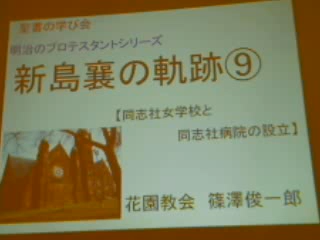 聖書の学び会
明治のプロテスタントシリーズ
新島襄の軌跡⑨
【同志社女学校と
同志社病院の設立】
花園教会 篠澤俊一郎